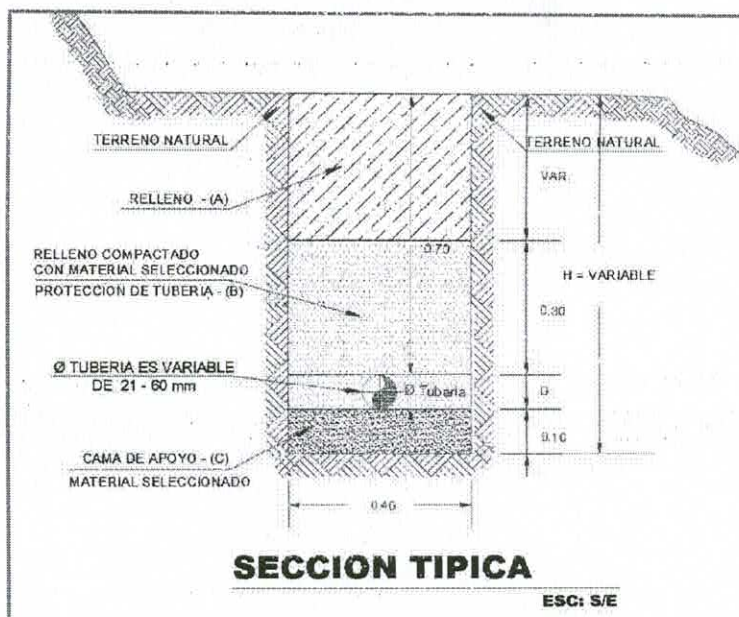 TERRENO NATURAL
TERRENO NATURAL
VAR.
RELLENO - (A)
0.70
RELLENO COMPACTADO
CON MATERIAL SELECCIONADO
PROTECCION DE TUBERIA - (B)
H = VARIABLE
0.30
Ø TUBERIA ES VARIABLE
DE 21 - 60 mm
Ø Tuberia
D
0.10
CAMA DE APOYO - (C)
MATERIAL SELECCIONADO
0.40
SECCION TIPICA
ESC: S/E